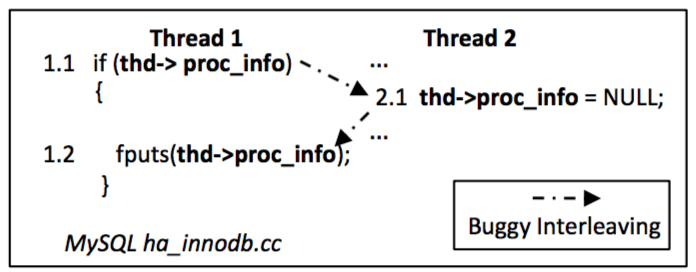 Thread 1 Thread 2
1.1 if (thd-> proc_info) ...
{
2.1 thd->proc_info = NULL;
...
1.2 fputs(thd->proc_info);
}
Buggy Interleaving
MySQL ha_innodb.cc